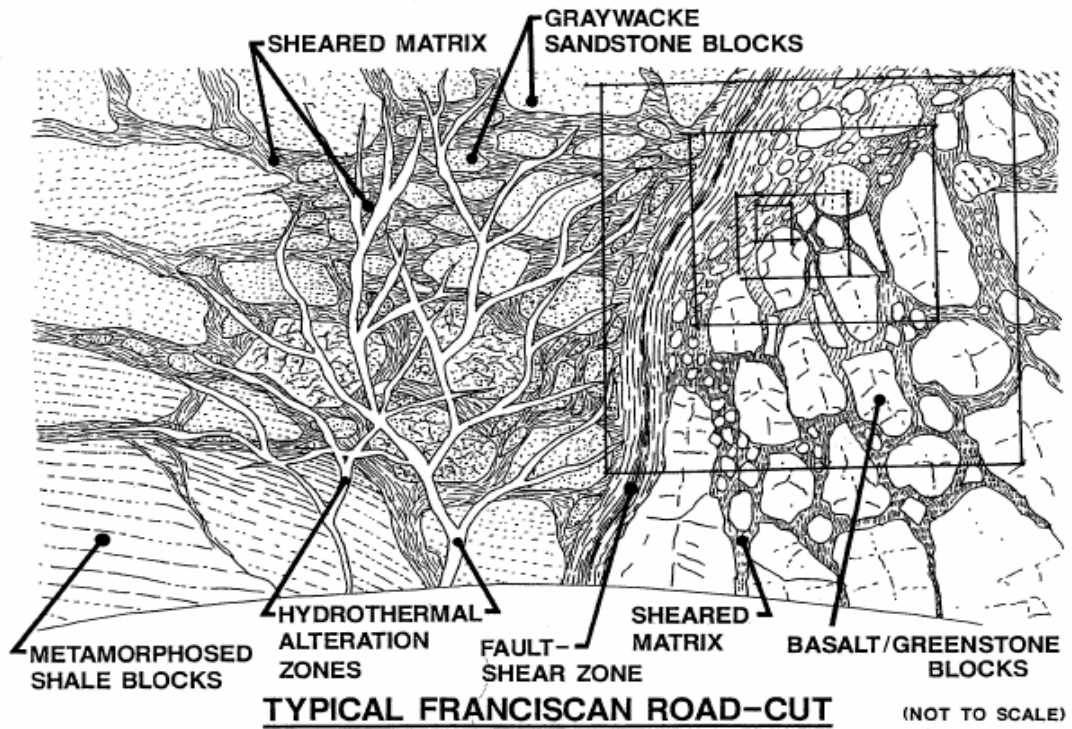 GRAYWACKE
SANDSTONE BLOCKS
SHEARED MATRIX
HYDROTHERMAL
ALTERATION
ZONES
SHEARED
MATRIX
FAULT-
SHEAR ZONE
BASALT/GREENSTONE
BLOCKS
METAMORPHOSED
SHALE BLOCKS
TYPICAL FRANCISCAN ROAD-CUT
(NOT TO SCALE)